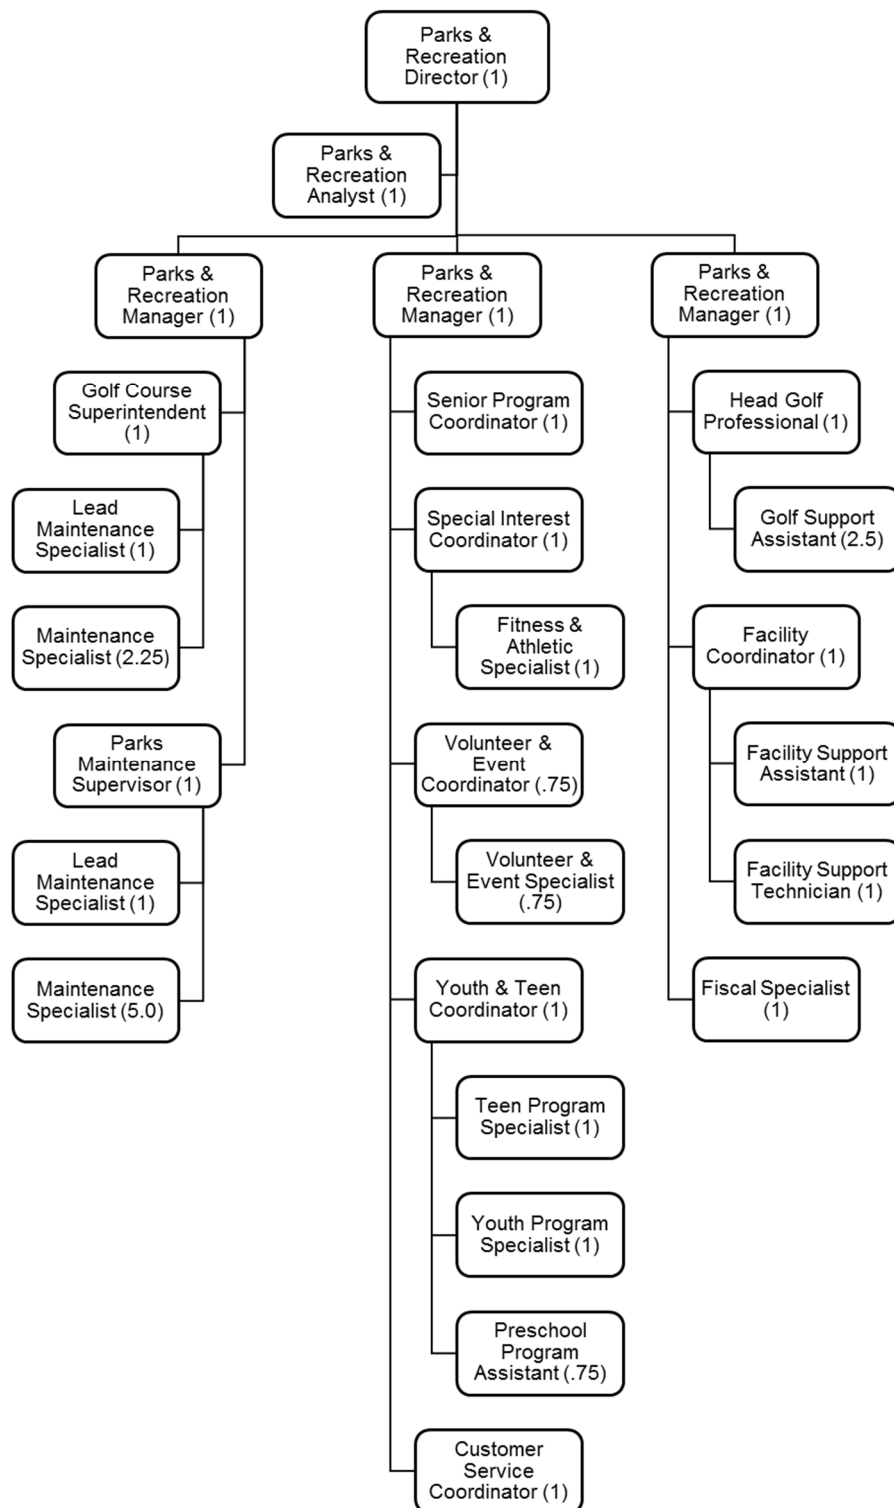 Parks &
Recreation
Director (1)
Parks &
Recreation
Analyst (1)
Parks &
Recreation
Manager (1)
Golf Course
Superintendent
(1)
Lead
Maintenance
Specialist (1)
Maintenance
Specialist (2.25)
Parks
Maintenance
Supervisor (1)
Lead
Maintenance
Specialist (1)
Maintenance
Specialist (5.0)
Parks &
Recreation
Manager (1)
Senior Program
Coordinator (1)
Special Interest
Coordinator (1)
Fitness &
Athletic
Specialist (1)
Volunteer &
Event
Coordinator (.75)
Volunteer &
Event Specialist
(.75)
Youth & Teen
Coordinator (1)
Teen Program
Specialist (1)
Youth Program
Specialist (1)
Preschool
Program
Assistant (.75)
Customer
Service
Coordinator (1)
Parks &
Recreation
Manager (1)
Head Golf
Professional (1)
Golf Support
Assistant (2.5)
Facility
Coordinator (1)
Facility Support
Assistant (1)
Facility Support
Technician (1)
Fiscal Specialist
(1)